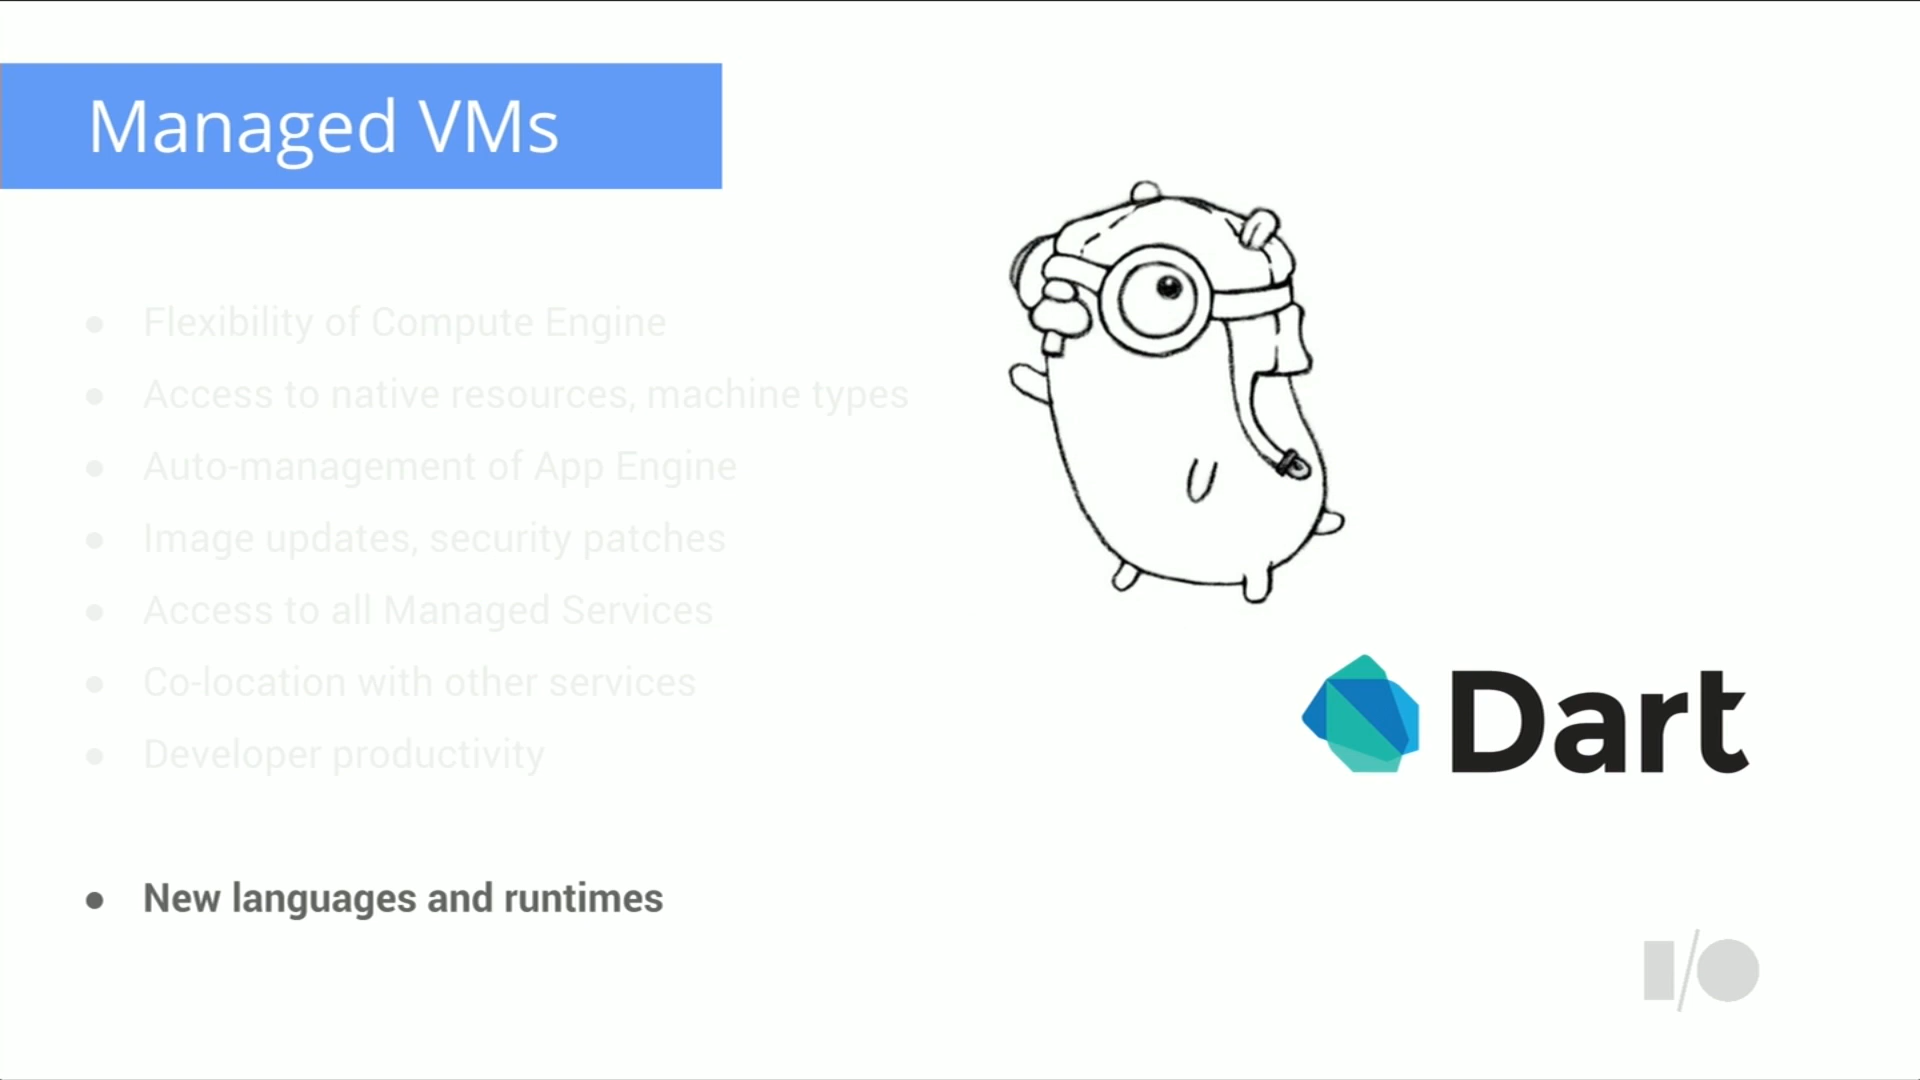 Managed VMs
● Flexibility of Compute Engine
● Access to native resources, machine types
● Auto-management of App Engine
● Image updates, security patches
● Access to all Managed Services
● Co-location with other services
● Developer productivity
Dart
● New languages and runtimes
I/O